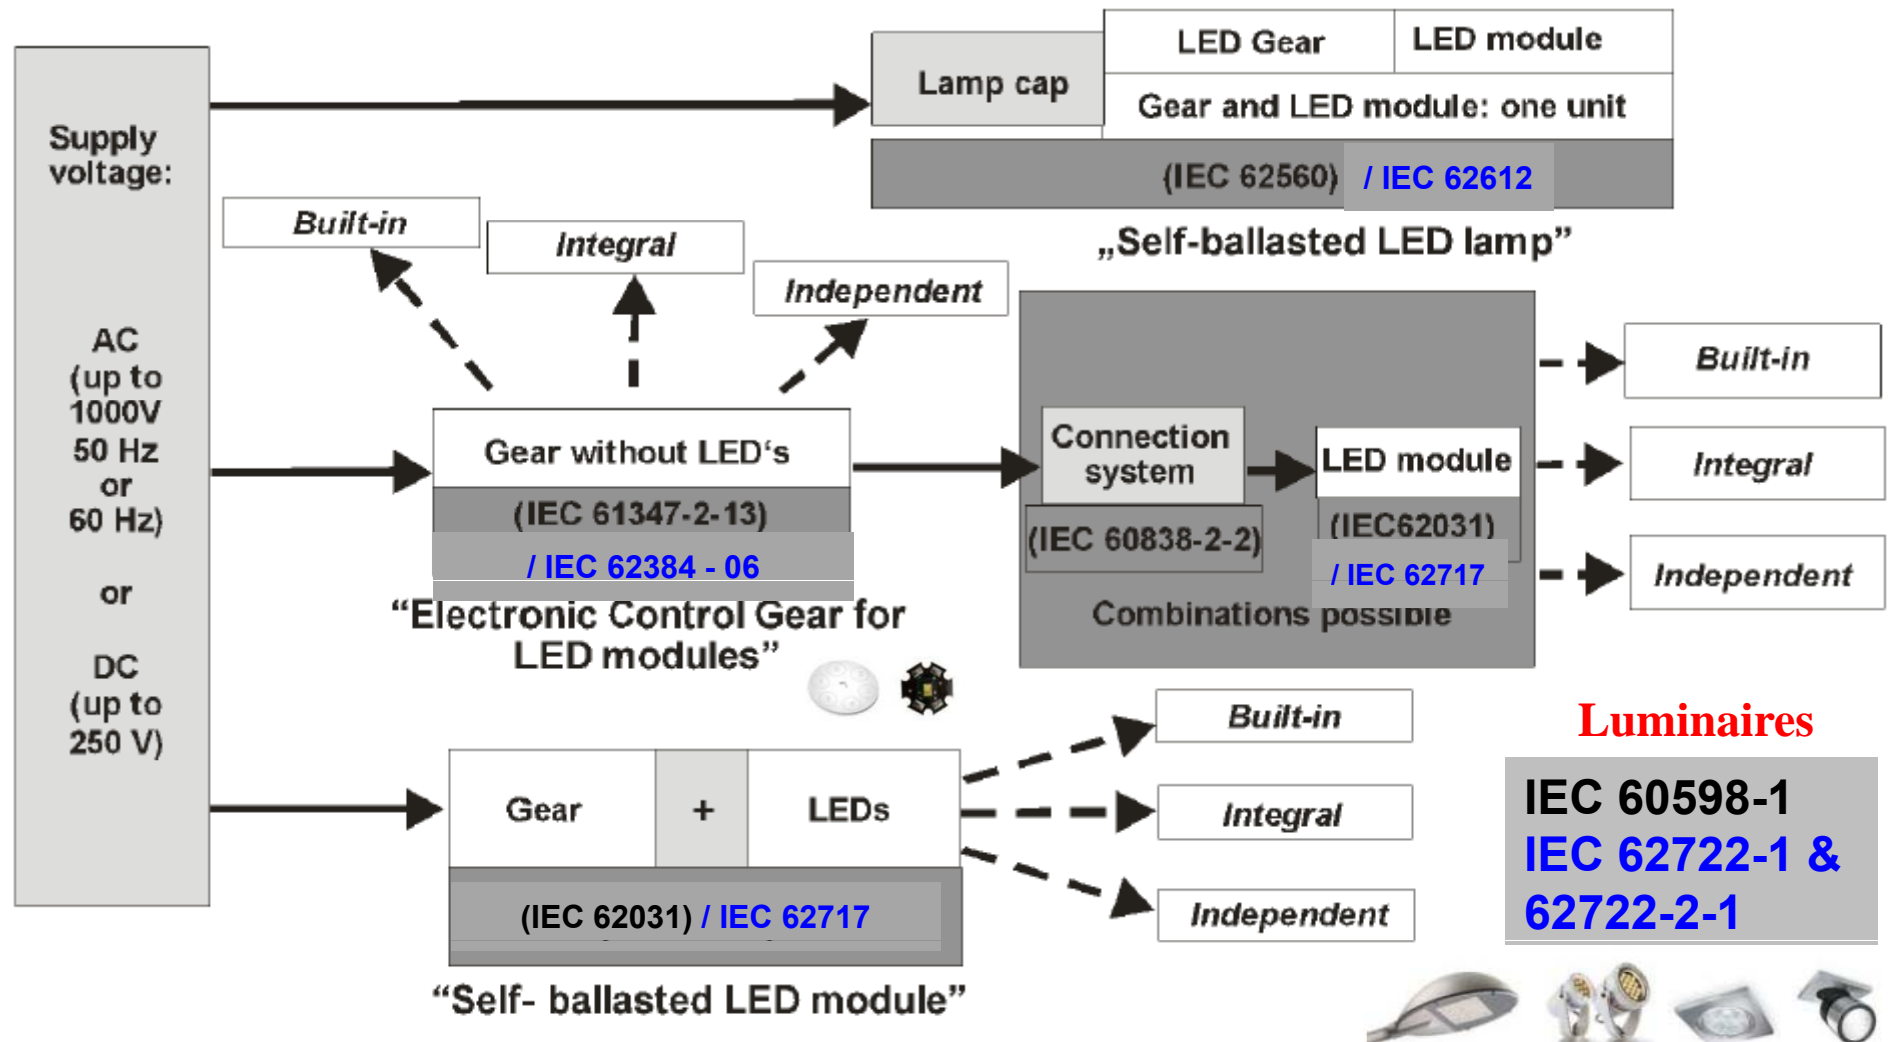 Supply
voltage:
AC
(up to
1000V
50 Hz
or
60 Hz)
or
DC
(up to
250 V)
Lamp cap
LED Gear
LED module
Gear and LED module: one unit
(IEC 62560) / IEC 62612
„Self-ballasted LED lamp”
Built-in
Integral
Independent
Gear without LED‘s
(IEC 61347-2-13)
/ IEC 62384 - 06
“Electronic Control Gear for
LED modules”
Connection
system
(IEC 60838-2-2)
LED module
(IEC62031)
/ IEC 62717
Combinations possible
Built-in
Integral
Independent
Gear
+
LEDs
(IEC 62031) / IEC 62717
“Self- ballasted LED module”
Built-in
Integral
Independent
Luminaires
IEC 60598-1
IEC 62722-1 &
62722-2-1